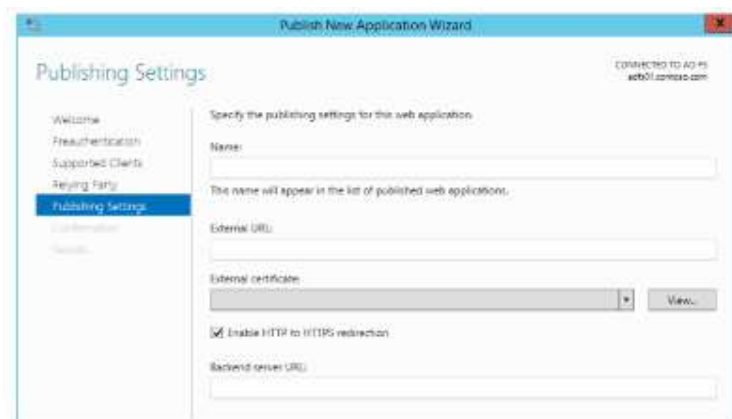 Publish New Application Wizard
Publishing Settings
CONNECTED TO AD FS
adfs01.contoso.com
Welcome
Preauthentication
Supported Clients
Relying Party
Publishing Settings
Confirmation
Results
Specify the publishing settings for this web application.
Name:
This name will appear in the list of published web applications.
External URL:
External certificate:
View...
Enable HTTP to HTTPS redirection
Backend server URL: